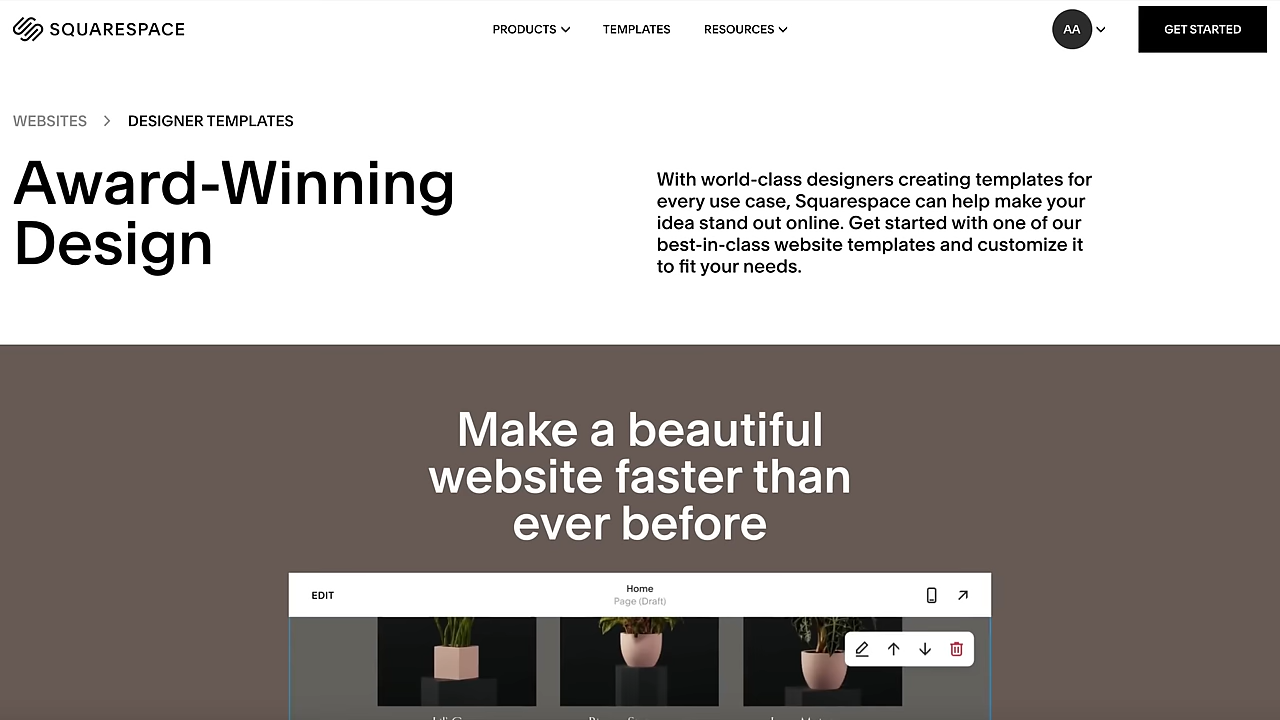 SQUARESPACE
PRODUCTS
TEMPLATES
RESOURCES
AA
GET STARTED
WEBSITES
DESIGNER TEMPLATES
Award-Winning
Design
With world-class designers creating templates for
every use case, Squarespace can help make your
idea stand out online. Get started with one of our
best-in-class website templates and customize it
to fit your needs.
Make a beautiful
website faster than
ever before
EDIT
Home
Page (Draft)